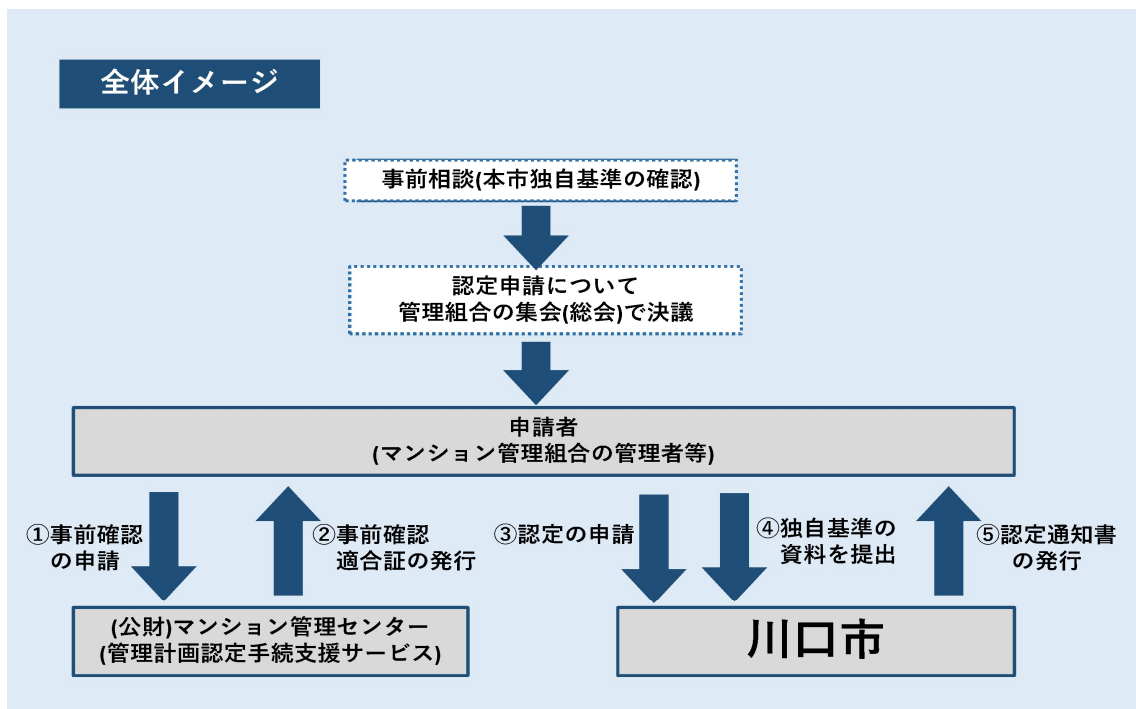 全体イメージ
事前相談(本市独自基準の確認)
認定申請について
管理組合の集会(総会)で決議
申請者
(マンション管理組合の管理者等)
①事前確認
の申請
②事前確認
適合証の発行
③認定の申請
④独自基準の
資料を提出
⑤認定通知書
の発行
(公財)マンション管理センター
(管理計画認定手続支援サービス)
川口市